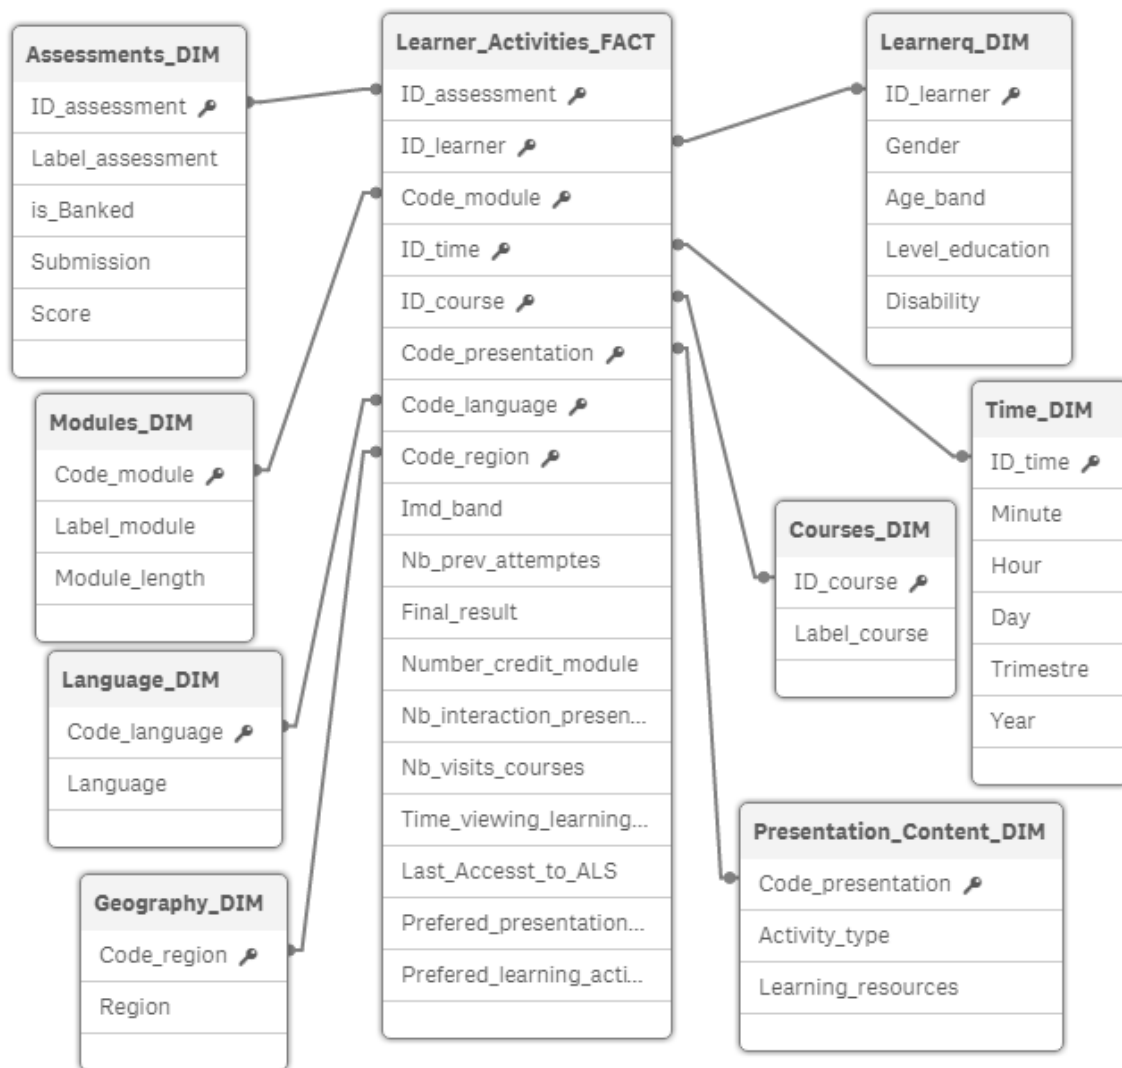 Assessments_DIM
ID_assessment
Label_assessment
is_Banked
Submission
Score
Modules_DIM
Code_module
Label_module
Module_length
Language_DIM
Code_language
Language
Geography_DIM
Code_region
Region
Learner_Activities_FACT
ID_assessment
ID_learner
Code_module
ID_time
ID_course
Code_presentation
Code_language
Code_region
Imd_band
Nb_prev_attemptes
Final_result
Number_credit_module
Nb_interaction_presen...
Nb_visits_courses
Time_viewing_learning...
Last_Accesst_to_ALS
Prefered_presentation...
Prefered_learning_acti...
Learnerq_DIM
ID_learner
Gender
Age_band
Level_education
Disability
Time_DIM
ID_time
Minute
Hour
Day
Trimestre
Year
Courses_DIM
ID_course
Label_course
Presentation_Content_DIM
Code_presentation
Activity_type
Learning_resources